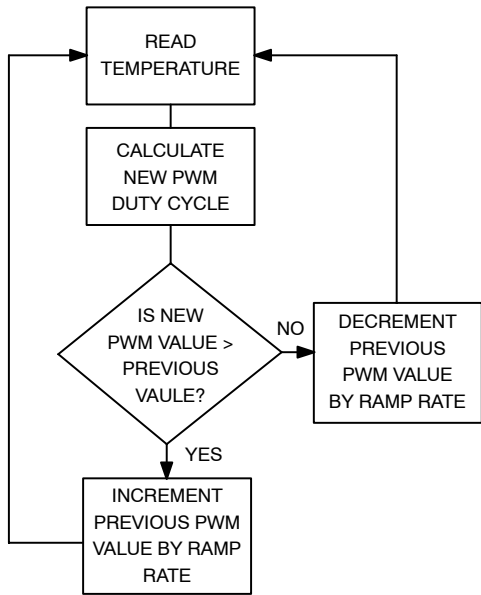 READ
TEMPERATURE
CALCULATE
NEW PWM
DUTY CYCLE
IS NEW
PWM VALUE >
PREVIOUS
VAULE?
NO
DECREMENT
PREVIOUS
PWM VALUE
BY RAMP RATE
YES
INCREMENT
PREVIOUS PWM
VALUE BY RAMP
RATE